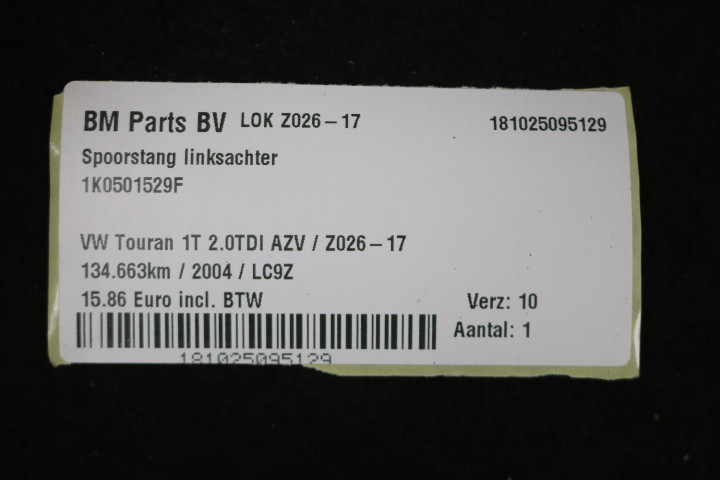 BM Parts BV LOK Z026-17 181025095129
Spoorstang linksachter
1K0501529F
VW Touran 1T 2.0TDI AZV / Z026-17
134.663km / 2004 / LC9Z
15.86 Euro incl. BTW Verz: 10
Aantal: 1
181025095129